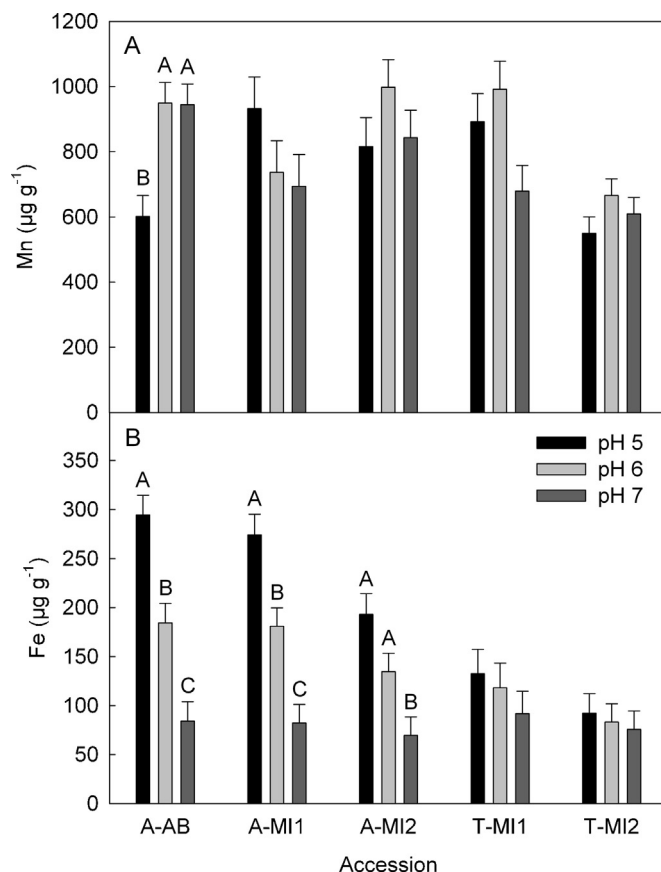 1200
A
A A
1000
800
B
600
400
200
0
Mn (µg g-1)
B
pH 5
pH 6
pH 7
350
A
300
A
250
A
200
B B
A
150
C C B
100
50
0
Fe (µg g-1)
A-AB A-MI1 A-MI2 T-MI1 T-MI2
Accession